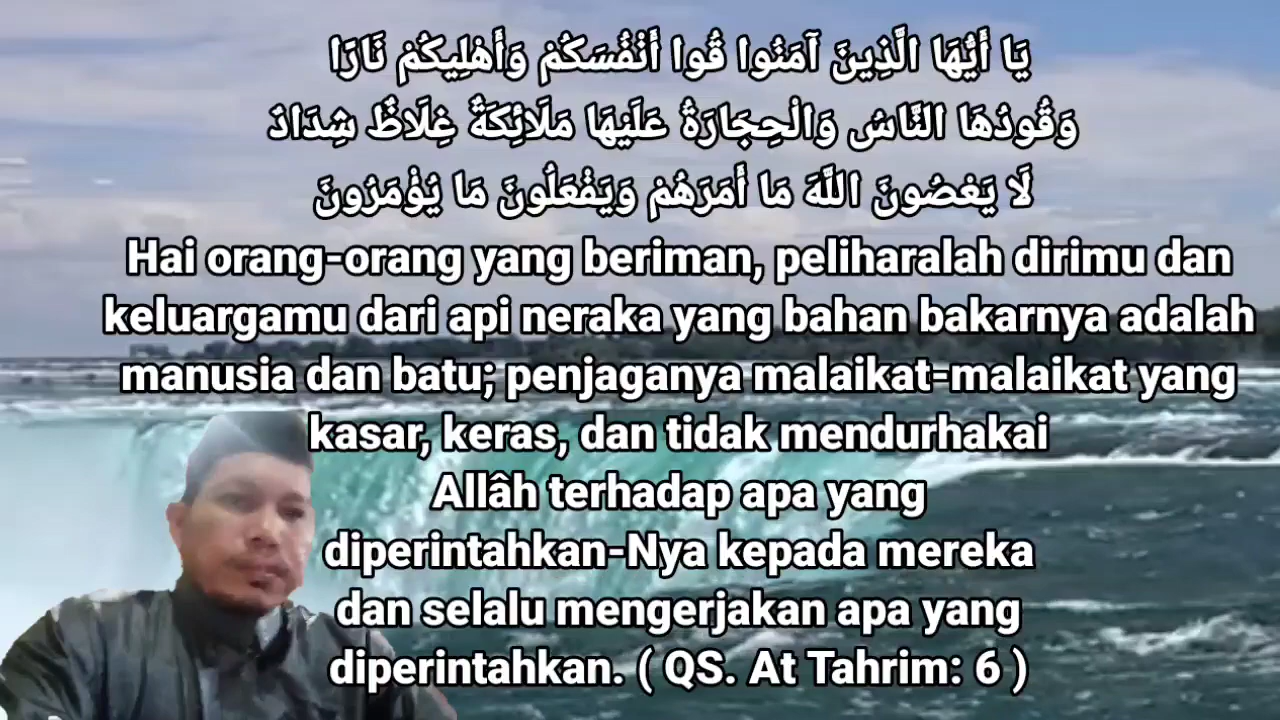 يَا أَيُّهَا الَّذِينَ آمَنُوا قُوا أَنْفُسَكُمْ وَأَهْلِيكُمْ نَارًا
وَقُودُهَا النَّاسُ وَالْحِجَارَةُ عَلَيْهَا مَلَائِكَةٌ غِلَاظٌ شِدَادٌ
لَا يَعْصُونَ اللَّهَ مَا أَمَرَهُمْ وَيَفْعَلُونَ مَا يُؤْمَرُونَ
Hai orang-orang yang beriman, peliharalah dirimu dan
keluargamu dari api neraka yang bahan bakarnya adalah
manusia dan batu; penjaganya malaikat-malaikat yang
kasar, keras, dan tidak mendurhakai
Allâh terhadap apa yang
diperintahkan-Nya kepada mereka
dan selalu mengerjakan apa yang
diperintahkan. ( QS. At Tahrim: 6 )